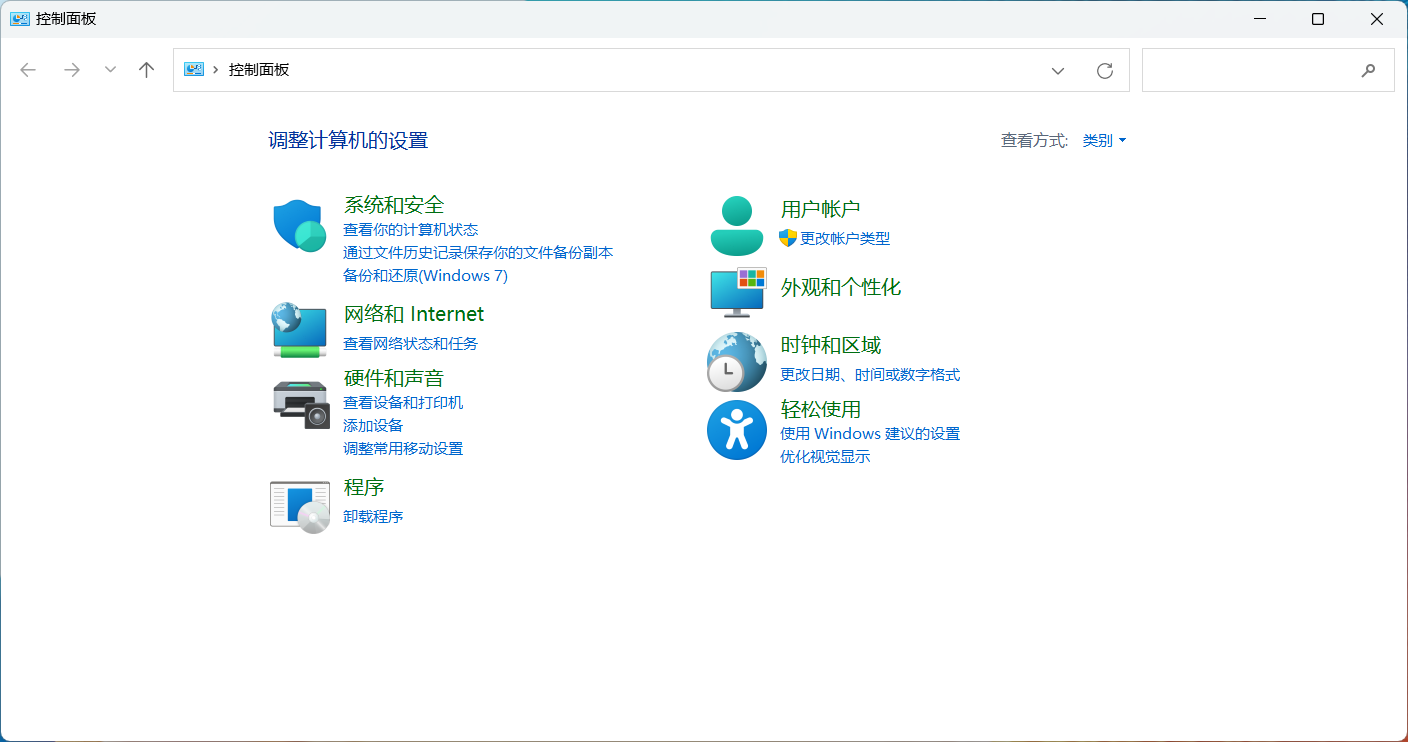 控制面板
控制面板
调整计算机的设置
查看方式: 类别
系统和安全
查看你的计算机状态
通过文件历史记录保存你的文件备份副本
备份和还原(Windows 7)
网络和 Internet
查看网络状态和任务
硬件和声音
查看设备和打印机
添加设备
调整常用移动设置
程序
卸载程序
用户帐户
更改帐户类型
外观和个性化
时钟和区域
更改日期、时间或数字格式
轻松使用
使用 Windows 建议的设置
优化视觉显示